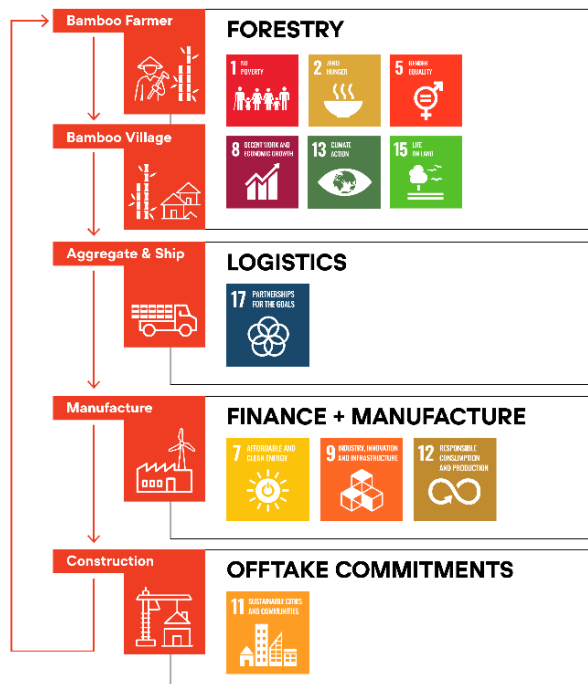 Bamboo Farmer
FORESTRY
1 NO
POVERTY
2 ZERO
HUNGER
5 GENDER
EQUALITY
Bamboo Village
8 DECENT WORK AND
ECONOMIC GROWTH
13 CLIMATE
ACTION
15 LIFE
ON LAND
Aggregate & Ship
LOGISTICS
17 PARTNERSHIPS
FOR THE GOALS
Manufacture
FINANCE + MANUFACTURE
7 AFFORDABLE AND
CLEAN ENERGY
9 INDUSTRY, INNOVATION
AND INFRASTRUCTURE
12 RESPONSIBLE
CONSUMPTION
AND PRODUCTION
Construction
OFFTAKE COMMITMENTS
11 SUSTAINABLE CITIES
AND COMMUNITIES